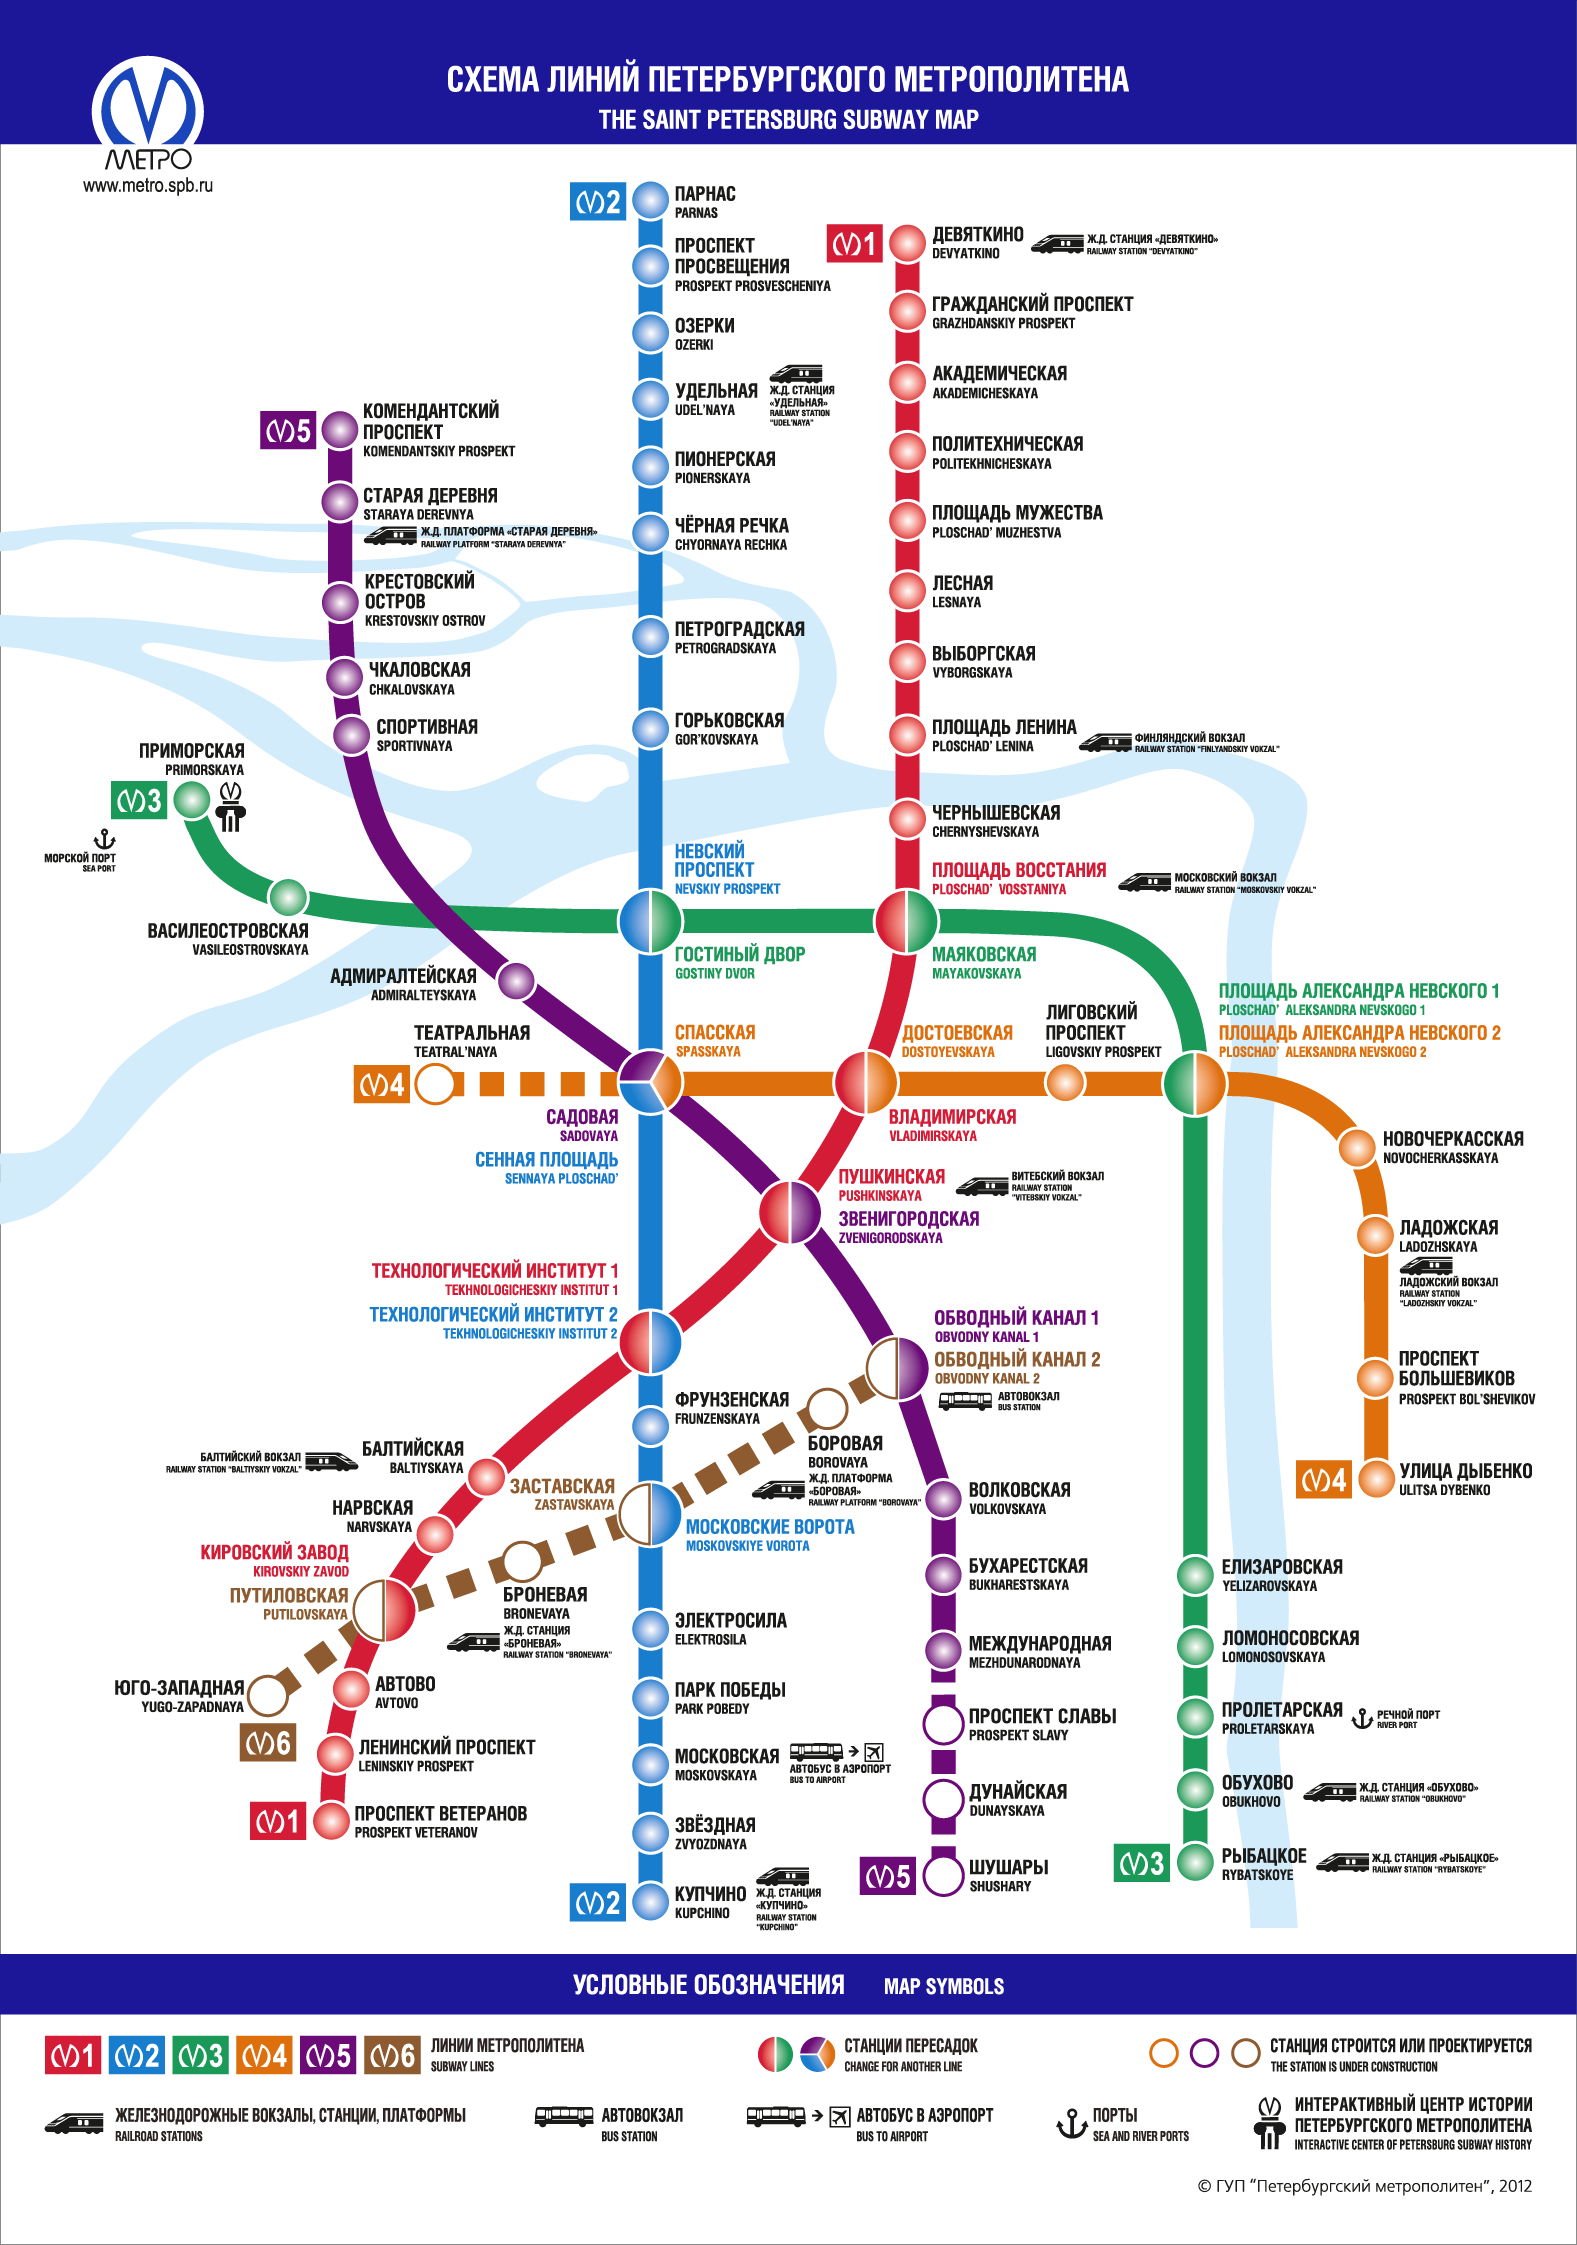 СХЕМА ЛИНИЙ ПЕТЕРБУРГСКОГО МЕТРОПОЛИТЕНА
THE SAINT PETERSBURG SUBWAY MAP
МЕТРО
www.metro.spb.ru
2
ПАРНАС
PARNAS
ПРОСПЕКТ
ПРОСВЕЩЕНИЯ
PROSPEKT PROSVESCHENIYA
ОЗЕРКИ
OZERKI
УДЕЛЬНАЯ
UDEL'NAYA
Ж.Д. СТАНЦИЯ
«УДЕЛЬНАЯ»
RAILWAY STATION
"UDEL'NAYA"
ПИОНЕРСКАЯ
PIONERSKAYA
ЧЁРНАЯ РЕЧКА
CHYORNAYA RECHKA
ПЕТРОГРАДСКАЯ
PETROGRADSKAYA
ГОРЬКОВСКАЯ
GOR'KOVSKAYA
1
ДЕВЯТКИНО
DEVYATKINO
Ж.Д. СТАНЦИЯ «ДЕВЯТКИНО»
RAILWAY STATION "DEVYATKINO"
ГРАЖДАНСКИЙ ПРОСПЕКТ
GRAZHDANSKIY PROSPEKT
АКАДЕМИЧЕСКАЯ
AKADEMICHESKAYA
ПОЛИТЕХНИЧЕСКАЯ
POLITEKHNICHESKAYA
ПЛОЩАДЬ МУЖЕСТВА
PLOSCHAD' MUZHESTVA
ЛЕСНАЯ
LESNAYA
ВЫБОРГСКАЯ
VYBORGSKAYA
ПЛОЩАДЬ ЛЕНИНА
PLOSCHAD' LENINA
ФИНЛЯНДСКИЙ ВОКЗАЛ
RAILWAY STATION "FINLYANDSKIY VOKZAL"
ЧЕРНЫШЕВСКАЯ
CHERNYSHEVSKAYA
5
КОМЕНДАНТСКИЙ
ПРОСПЕКТ
KOMENDANTSKIY PROSPEKT
СТАРАЯ ДЕРЕВНЯ
STARAYA DEREVNYA
Ж.Д. ПЛАТФОРМА «СТАРАЯ ДЕРЕВНЯ»
RAILWAY PLATFORM "STARAYA DEREVNYA"
КРЕСТОВСКИЙ
ОСТРОВ
KRESTOVSKIY OSTROV
ЧКАЛОВСКАЯ
CHKALOVSKAYA
СПОРТИВНАЯ
SPORTIVNAYA
ПРИМОРСКАЯ
PRIMORSKAYA
3
МОРСКОЙ ПОРТ
SEA PORT
ВАСИЛЕОСТРОВСКАЯ
VASILEOSTROVSKAYA
НЕВСКИЙ
ПРОСПЕКТ
NEVSKIY PROSPEKT
ГОСТИНЫЙ ДВОР
GOSTINY DVOR
ПЛОЩАДЬ ВОССТАНИЯ
PLOSCHAD' VOSSTANIYA
МОСКОВСКИЙ ВОКЗАЛ
RAILWAY STATION "MOSKOVSKIY VOKZAL"
МАЯКОВСКАЯ
MAYAKOVSKAYA
АДМИРАЛТЕЙСКАЯ
ADMIRALTEYSKAYA
ТЕАТРАЛЬНАЯ
TEATRAL'NAYA
4
СПАССКАЯ
SPASSKAYA
САДОВАЯ
SADOVAYA
СЕННАЯ ПЛОЩАДЬ
SENNAYA PLOSCHAD'
ДОСТОЕВСКАЯ
DOSTOYEVSKAYA
ВЛАДИМИРСКАЯ
VLADIMIRSKAYA
ЛИГОВСКИЙ
ПРОСПЕКТ
LIGOVSKIY PROSPEKT
ПЛОЩАДЬ АЛЕКСАНДРА НЕВСКОГО 1
PLOSCHAD' ALEKSANDRA NEVSKOGO 1
ПЛОЩАДЬ АЛЕКСАНДРА НЕВСКОГО 2
PLOSCHAD' ALEKSANDRA NEVSKOGO 2
НОВОЧЕРКАССКАЯ
NOVOCHERKASSKAYA
ЛАДОЖСКАЯ
LADOZHSKAYA
ЛАДОЖСКИЙ ВОКЗАЛ
RAILWAY STATION
"LADOZHSKIY VOKZAL"
ПРОСПЕКТ
БОЛЬШЕВИКОВ
PROSPEKT BOL'SHEVIKOV
4
УЛИЦА ДЫБЕНКО
ULITSA DYBENKO
ПУШКИНСКАЯ
PUSHKINSKAYA
ВИТЕБСКИЙ ВОКЗАЛ
RAILWAY STATION
"VITEBSKIY VOKZAL"
ЗВЕНИГОРОДСКАЯ
ZVENIGORODSKAYA
ТЕХНОЛОГИЧЕСКИЙ ИНСТИТУТ 1
TEKHNOLOGICHESKIY INSTITUT 1
ТЕХНОЛОГИЧЕСКИЙ ИНСТИТУТ 2
TEKHNOLOGICHESKIY INSTITUT 2
ОБВОДНЫЙ КАНАЛ 1
OBVODNY KANAL 1
ОБВОДНЫЙ КАНАЛ 2
OBVODNY KANAL 2
АВТОВОКЗАЛ
BUS STATION
ФРУНЗЕНСКАЯ
FRUNZENSKAYA
БОРОВАЯ
BOROVAYA
Ж.Д. ПЛАТФОРМА
«БОРОВАЯ»
RAILWAY PLATFORM "BOROVAYA"
БАЛТИЙСКИЙ ВОКЗАЛ
RAILWAY STATION "BALTIYSKIY VOKZAL"
БАЛТИЙСКАЯ
BALTIYSKAYA
НАРВСКАЯ
NARVSKAYA
ЗАСТАВСКАЯ
ZASTAVSKAYA
МОСКОВСКИЕ ВОРОТА
MOSKOVSKIYE VOROTA
КИРОВСКИЙ ЗАВОД
KIROVSKIY ZAVOD
ПУТИЛОВСКАЯ
PUTILOVSKAYA
БРОНЕВАЯ
BRONEVAYA
Ж.Д. СТАНЦИЯ
«БРОНЕВАЯ»
RAILWAY STATION "BRONEVAYA"
ЮГО-ЗАПАДНАЯ
YUGO-ZAPADNAYA
6
АВТОВО
AVTOVO
ЛЕНИНСКИЙ ПРОСПЕКТ
LENINSKIY PROSPEKT
1
ПРОСПЕКТ ВЕТЕРАНОВ
PROSPEKT VETERANOV
ЭЛЕКТРОСИЛА
ELEKTROSILA
ПАРК ПОБЕДЫ
PARK POBEDY
МОСКОВСКАЯ
MOSKOVSKAYA
АВТОБУС В АЭРОПОРТ
BUS TO AIRPORT
ЗВЁЗДНАЯ
ZVYOZDNAYA
2
КУПЧИНО
KUPCHINO
Ж.Д. СТАНЦИЯ
«КУПЧИНО»
RAILWAY STATION
"KUPCHINO"
ВОЛКОВСКАЯ
VOLKOVSKAYA
БУХАРЕСТСКАЯ
BUKHARESTSKAYA
МЕЖДУНАРОДНАЯ
MEZHDUNARODNAYA
ПРОСПЕКТ СЛАВЫ
PROSPEKT SLAVY
ДУНАЙСКАЯ
DUNAYSKAYA
5
ШУШАРЫ
SHUSHARY
ЕЛИЗАРОВСКАЯ
YELIZAROVSKAYA
ЛОМОНОСОВСКАЯ
LOMONOSOVSKAYA
ПРОЛЕТАРСКАЯ
PROLETARSKAYA
РЕЧНОЙ ПОРТ
RIVER PORT
ОБУХОВО
OBUKHOVO
Ж.Д. СТАНЦИЯ «ОБУХОВО»
RAILWAY STATION "OBUKHOVO"
3
РЫБАЦКОЕ
RYBATSKOYE
Ж.Д. СТАНЦИЯ «РЫБАЦКОЕ»
RAILWAY STATION "RYBATSKOYE"
УСЛОВНЫЕ ОБОЗНАЧЕНИЯ MAP SYMBOLS
1 2 3 4 5 6
ЛИНИИ МЕТРОПОЛИТЕНА
SUBWAY LINES
СТАНЦИИ ПЕРЕСАДОК
CHANGE FOR ANOTHER LINE
СТАНЦИЯ СТРОИТСЯ ИЛИ ПРОЕКТИРУЕТСЯ
THE STATION IS UNDER CONSTRUCTION
ЖЕЛЕЗНОДОРОЖНЫЕ ВОКЗАЛЫ, СТАНЦИИ, ПЛАТФОРМЫ
RAILROAD STATIONS
АВТОВОКЗАЛ
BUS STATION
АВТОБУС В АЭРОПОРТ
BUS TO AIRPORT
ПОРТЫ
SEA AND RIVER PORTS
ИНТЕРАКТИВНЫЙ ЦЕНТР ИСТОРИИ
ПЕТЕРБУРГСКОГО МЕТРОПОЛИТЕНА
INTERACTIVE CENTER OF PETERSBURG SUBWAY HISTORY
© ГУП "Петербургский метрополитен", 2012